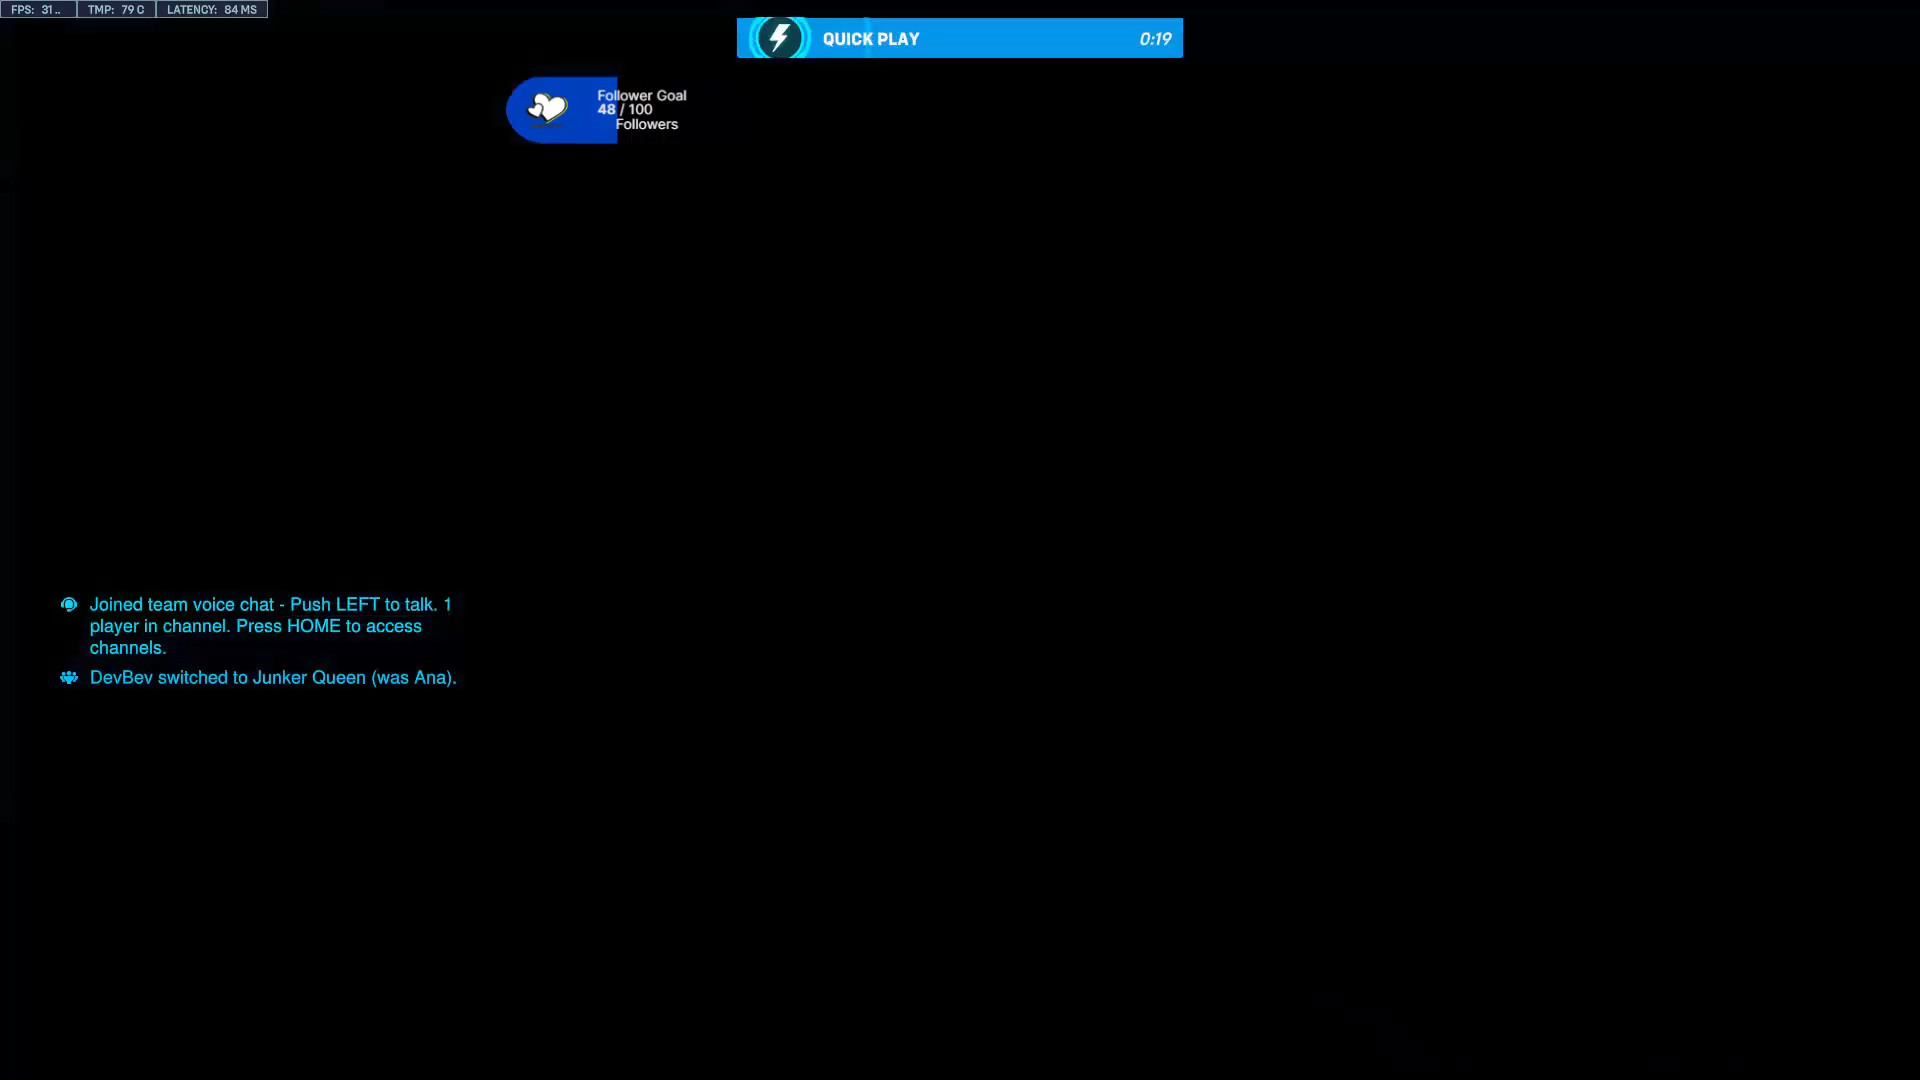 FPS: 31..
TMP: 79 C
LATENCY: 84 MS
QUICK PLAY
0:19
Follower Goal
48 / 100
Followers
Joined team voice chat - Push LEFT to talk. 1
player in channel. Press HOME to access
channels.
DevBev switched to Junker Queen (was Ana).